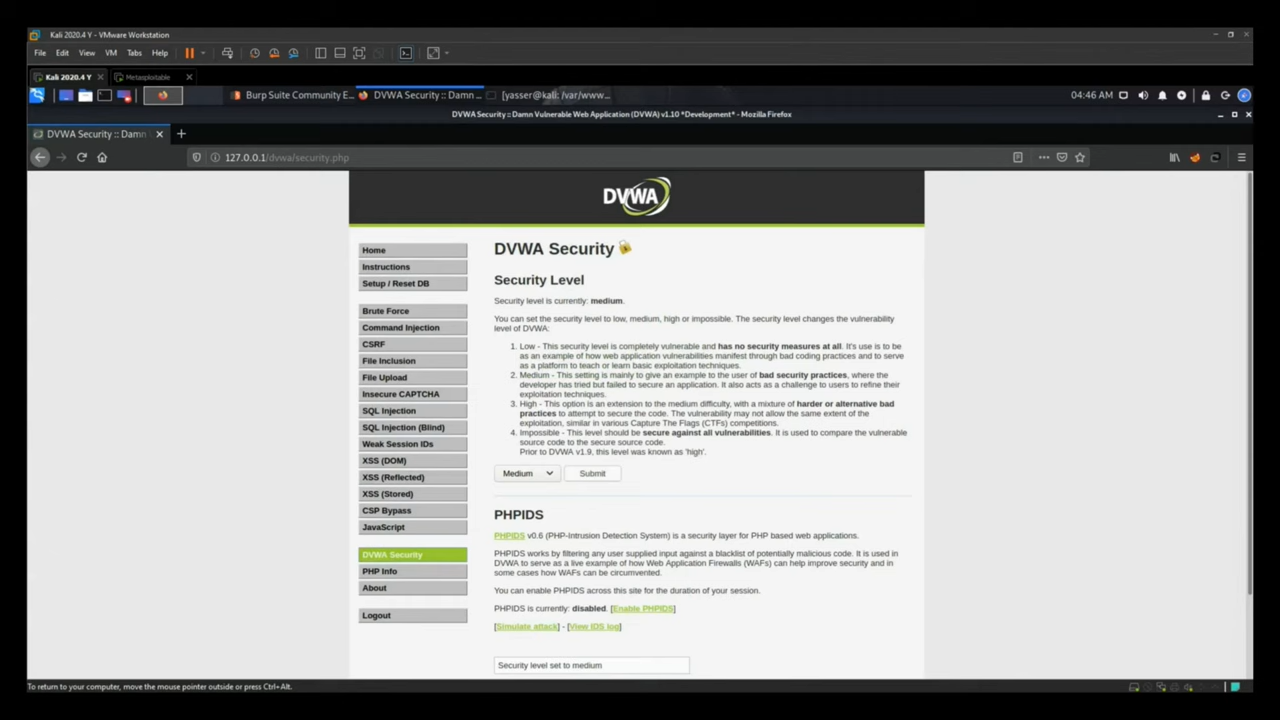 Kali 2020.4 Y - VMware Workstation
File Edit View VM Tabs Help
Kali 2020.4 Y
Metasploitable
Burp Suite Community E...
DVWA Security :: Damn ...
[yasser@kali: /var/www...
04:46 AM
DVWA Security :: Damn Vulnerable Web Application (DVWA) v1.10 *Development* - Mozilla Firefox
DVWA Security :: Damn
127.0.0.1/dvwa/security.php
DVWA
Home
Instructions
Setup / Reset DB
Brute Force
Command Injection
CSRF
File Inclusion
File Upload
Insecure CAPTCHA
SQL Injection
SQL Injection (Blind)
Weak Session IDs
XSS (DOM)
XSS (Reflected)
XSS (Stored)
CSP Bypass
JavaScript
DVWA Security
PHP Info
About
Logout
DVWA Security
Security Level
Security level is currently: medium.
You can set the security level to low, medium, high or impossible. The security level changes the vulnerability
level of DVWA:
1. Low - This security level is completely vulnerable and has no security measures at all. It's use is to be
as an example of how web application vulnerabilities manifest through bad coding practices and to serve
as a platform to teach or learn basic exploitation techniques.
2. Medium - This setting is mainly to give an example to the user of bad security practices, where the
developer has tried but failed to secure an application. It also acts as a challenge to users to refine their
exploitation techniques.
3. High - This option is an extension to the medium difficulty, with a mixture of harder or alternative bad
practices to attempt to secure the code. The vulnerability may not allow the same extent of the
exploitation, similar in various Capture The Flags (CTFs) competitions.
4. Impossible - This level should be secure against all vulnerabilities. It is used to compare the vulnerable
source code to the secure source code.
Prior to DVWA v1.9, this level was known as 'high'.
Medium
Submit
PHPIDS
PHPIDS v0.6 (PHP-Intrusion Detection System) is a security layer for PHP based web applications.
PHPIDS works by filtering any user supplied input against a blacklist of potentially malicious code. It is used in
DVWA to serve as a live example of how Web Application Firewalls (WAFs) can help improve security and in
some cases how WAFs can be circumvented.
You can enable PHPIDS across this site for the duration of your session.
PHPIDS is currently: disabled. [Enable PHPIDS]
[Simulate attack] - [View IDS log]
Security level set to medium
To return to your computer, move the mouse pointer outside or press Ctrl+Alt.